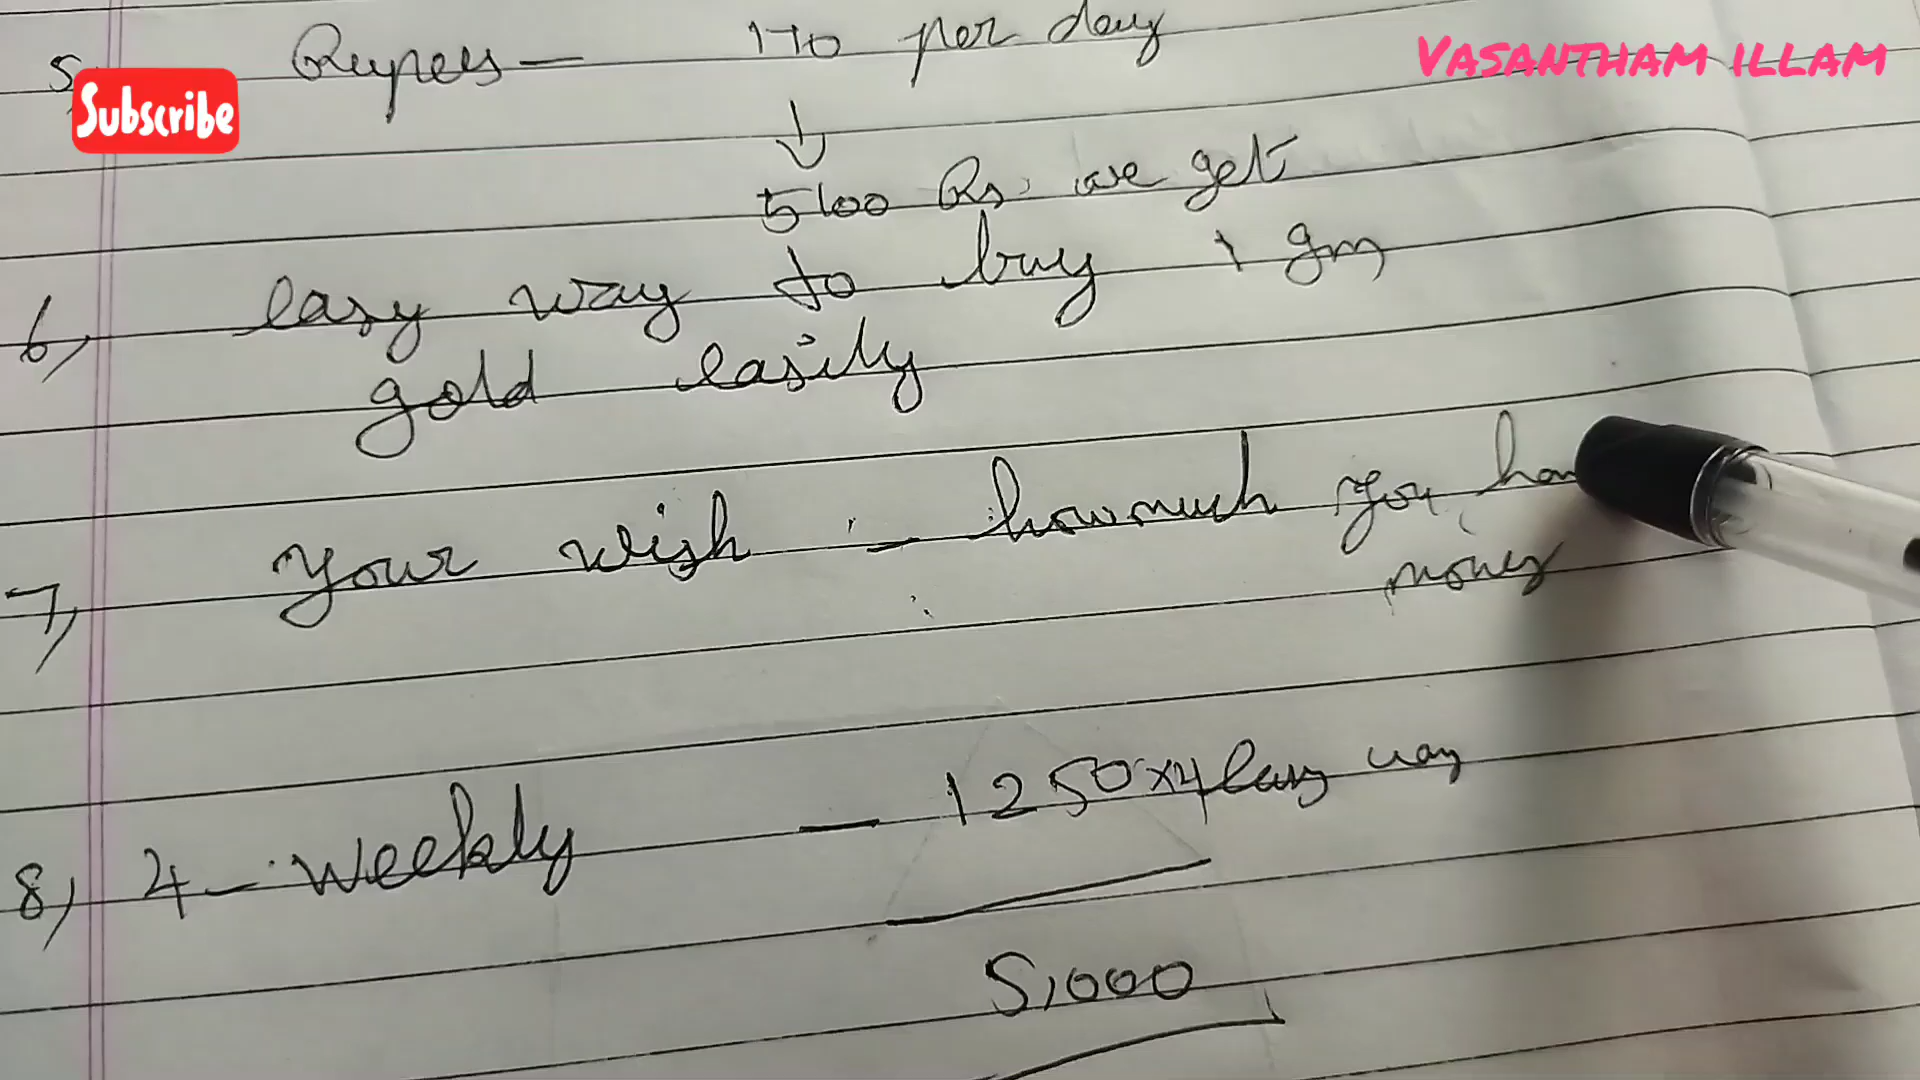 VASANTHAM ILLAM
5, Rupees — 170 per day
Subscribe
↓
5100 Rs. we get
6, easy way to buy 1 gm
gold easily
7, your wish :- how much you
money
8, 4 - weekly — 1250x4 easy way
5,000